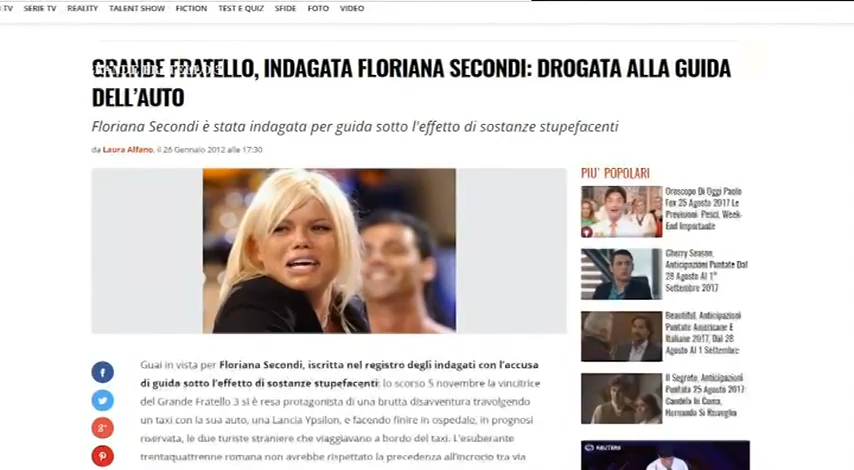 TV SERIE TV REALITY TALENT SHOW FICTION TEST E QUIZ SFIDE FOTO VIDEO
GRANDE FRATELLO, INDAGATA FLORIANA SECONDI: DROGATA ALLA GUIDA
DELL'AUTO
Floriana Secondi è stata indagata per guida sotto l'effetto di sostanze stupefacenti
da Laura Alfano, il 26 Gennaio 2012 alle 17:30
Guai in vista per Floriana Secondi, iscritta nel registro degli indagati con l'accusa
di guida sotto l'effetto di sostanze stupefacenti: lo scorso 5 novembre la vincitrice
del Grande Fratello 3 si è resa protagonista di una brutta disavventura travolgendo
un taxi con la sua auto, una Lancia Ypsilon, e facendo finire in ospedale, in prognosi
riservata, le due turiste straniere che viaggiavano a bordo del taxi. L'esuberante
trentaquattrenne romana non avrebbe rispettato la precedenza all'incrocio tra via
PIU' POPOLARI
Oroscopo Di Oggi Paolo
Fox 25 Agosto 2017 Le
Previsioni: Pesci, Week-
End Importante
Cherry Season,
Anticipazioni Puntate Dal
28 Agosto Al 1°
Settembre 2017
Beautiful, Anticipazioni
Puntate Americane E
Italiane 2017, Dal 28
Agosto Al 1 Settembre
Il Segreto, Anticipazioni
Puntata 25 Agosto 2017:
Candela In Coma,
Hernando Si Risveglia
REUTERS